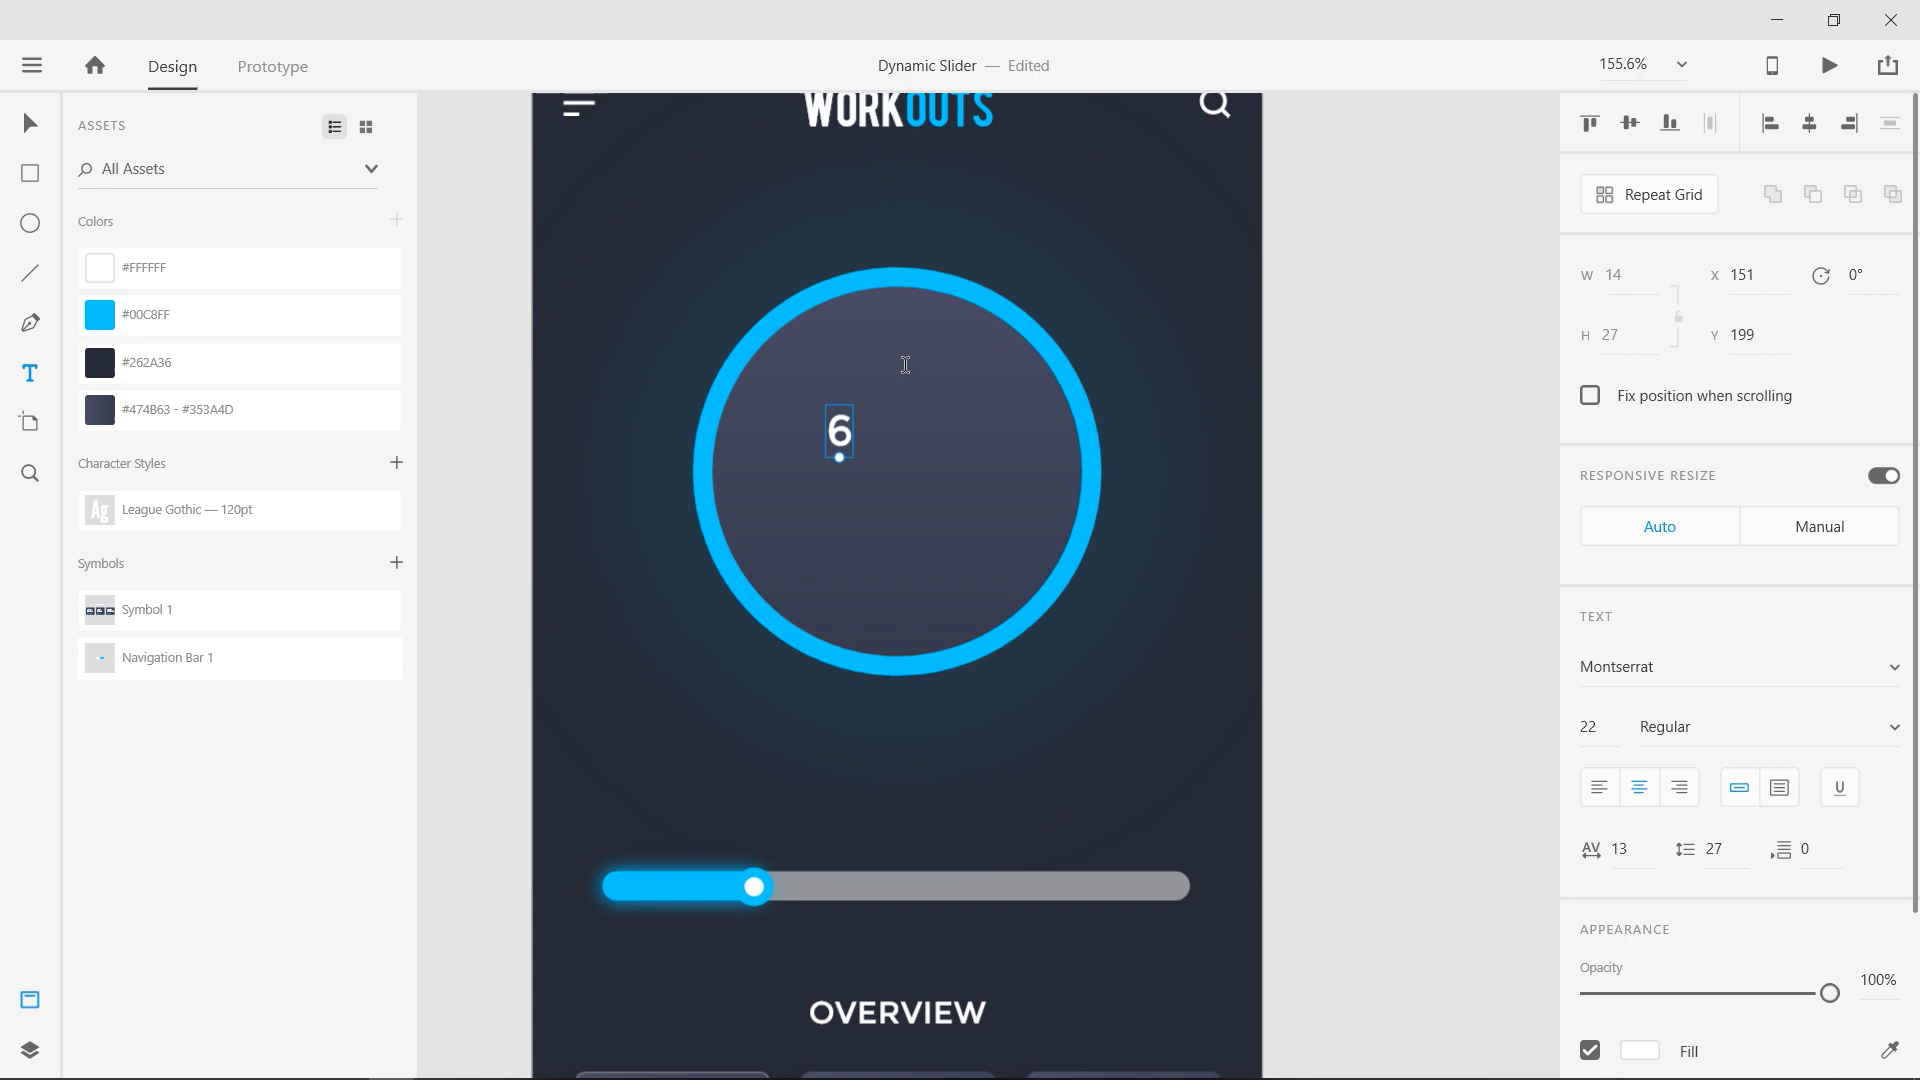 Design
Prototype
Dynamic Slider — Edited
155.6%
ASSETS
All Assets
Colors
#FFFFFF
#00C8FF
#262A36
#474B63 - #353A4D
Character Styles
Ag
League Gothic — 120pt
Symbols
Symbol 1
Navigation Bar 1
WORKOUTS
6
OVERVIEW
Repeat Grid
W 14
X 151
0°
H 27
Y 199
Fix position when scrolling
RESPONSIVE RESIZE
Auto
Manual
TEXT
Montserrat
22
Regular
U
AV 13
27
0
APPEARANCE
Opacity
100%
Fill